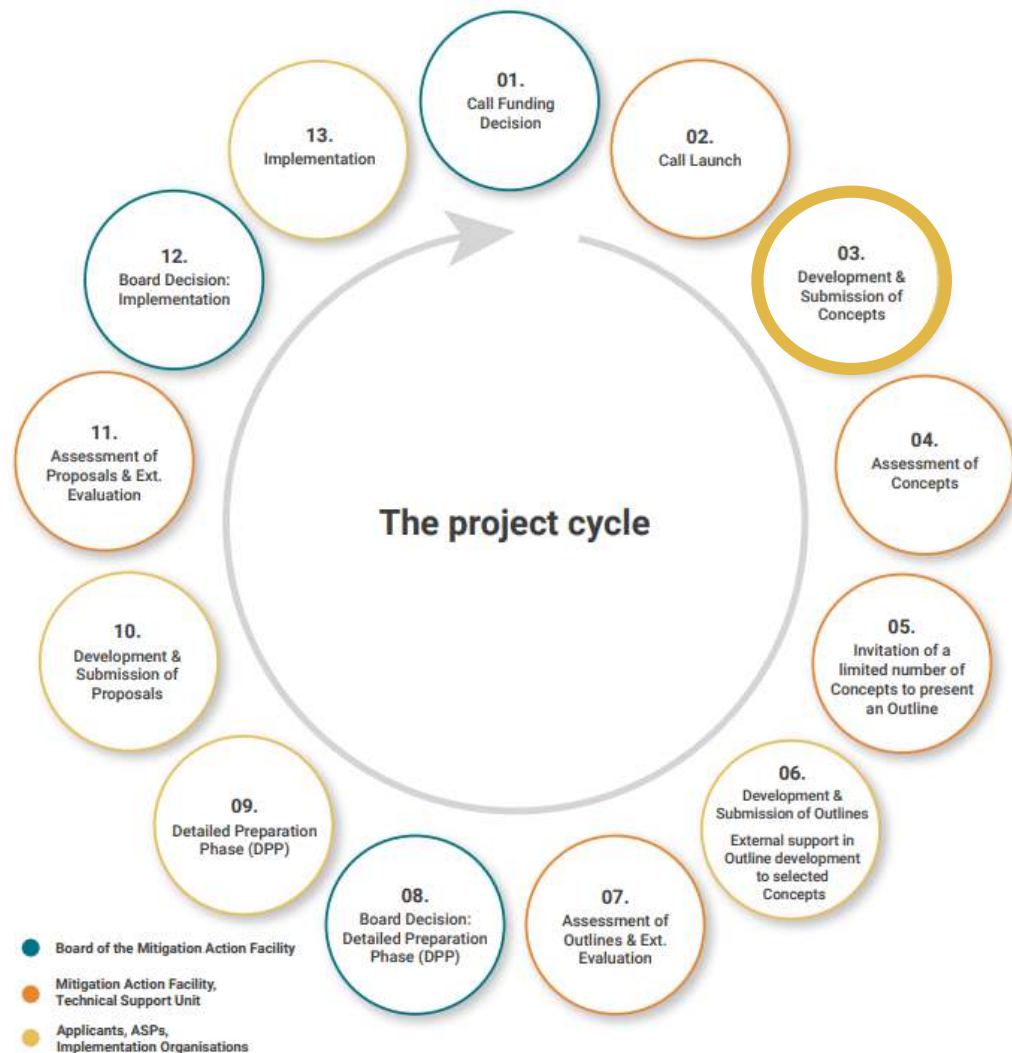 01.
Call Funding
Decision
02.
Call Launch
03.
Development &
Submission of
Concepts
04.
Assessment of
Concepts
05.
Invitation of a
limited number of
Concepts to present
an Outline
06.
Development &
Submission of Outlines
External support in
Outline development
to selected
Concepts
07.
Assessment of
Outlines & Ext.
Evaluation
08.
Board Decision:
Detailed Preparation
Phase (DPP)
09.
Detailed Preparation
Phase (DPP)
10.
Development &
Submission of
Proposals
11.
Assessment of
Proposals & Ext.
Evaluation
12.
Board Decision:
Implementation
13.
Implementation
The project cycle
Board of the Mitigation Action Facility
Mitigation Action Facility,
Technical Support Unit
Applicants, ASPs,
Implementation Organisations